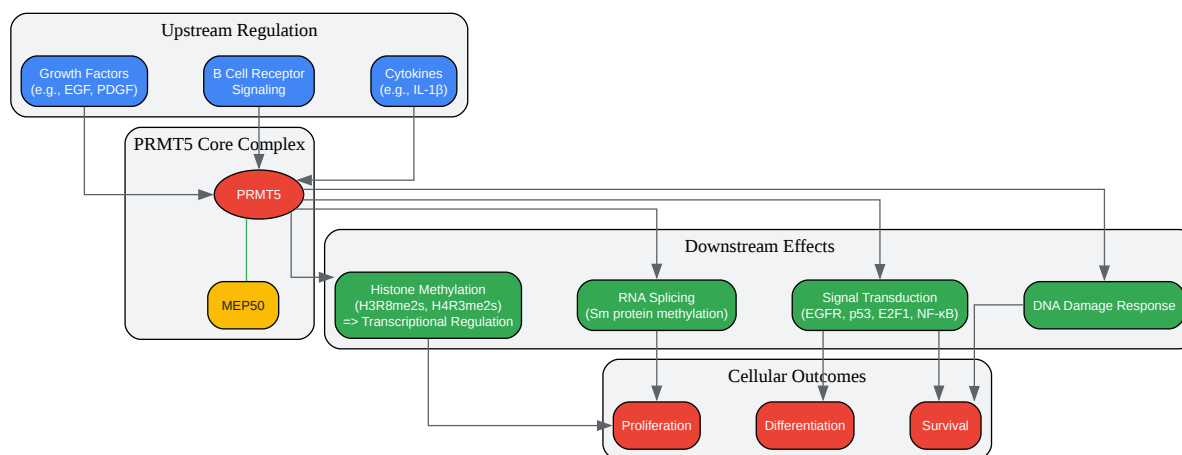 Upstream Regulation
Growth Factors
(e.g., EGF, PDGF)
B Cell Receptor
Signaling
Cytokines
(e.g., IL-1β)
PRMT5 Core Complex
PRMT5
MEP50
Downstream Effects
Histone Methylation
(H3R8me2s, H4R3me2s)
=> Transcriptional Regulation
RNA Splicing
(Sm protein methylation)
Signal Transduction
(EGFR, p53, E2F1, NF-κB)
DNA Damage Response
Cellular Outcomes
Proliferation
Differentiation
Survival